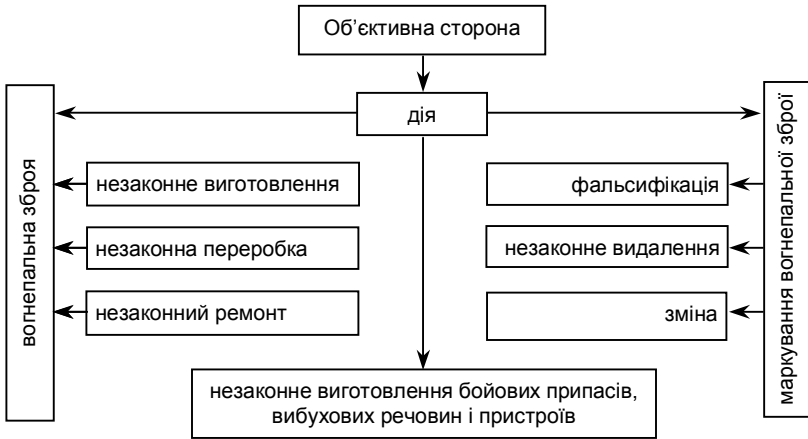 Об’єктивна сторона
дія
вогнепальна зброя
незаконне виготовлення
незаконна переробка
незаконний ремонт
фальсифікація
незаконне видалення
зміна
маркування вогнепальної зброї
незаконне виготовлення бойових припасів,
вибухових речовин і пристроїв